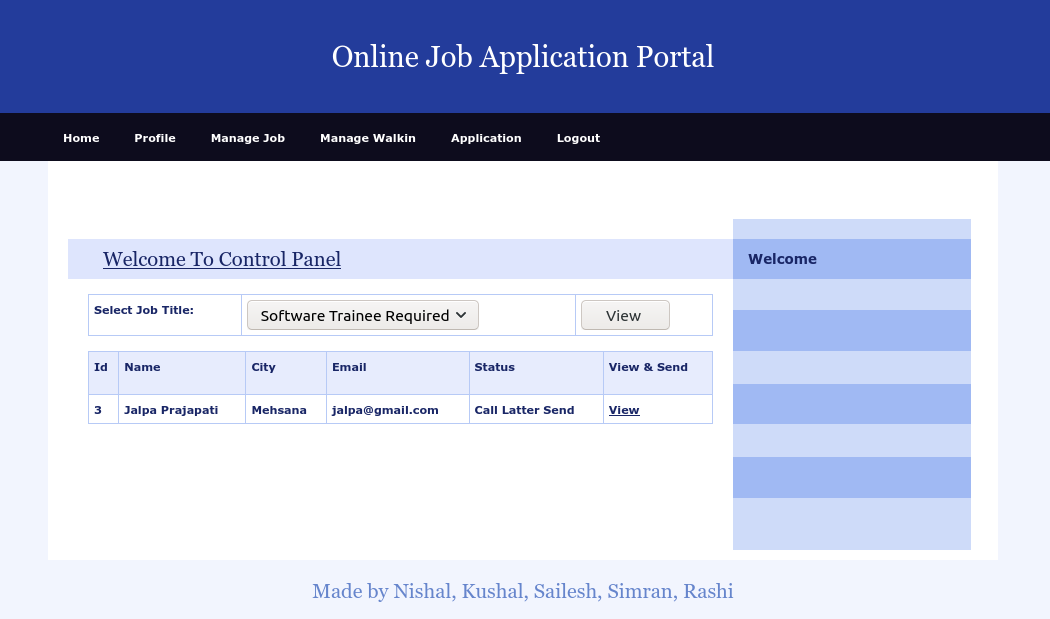 Online Job Application Portal
Home Profile Manage Job Manage Walkin Application Logout
Welcome To Control Panel
Welcome
Select Job Title: Software Trainee Required View
Id Name City Email Status View & Send
3 Jalpa Prajapati Mehsana jalpa@gmail.com Call Latter Send View
Made by Nishal, Kushal, Sailesh, Simran, Rashi